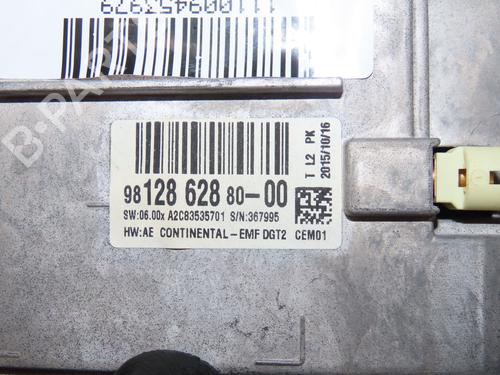 1110009453979
B-PARTS
98 128 628 80-00
SW:06.00x A2C83535701 S/N:367995
HW:AE CONTINENTAL-EMF DGT2 CEM01
T L2 PK
2015/10/16